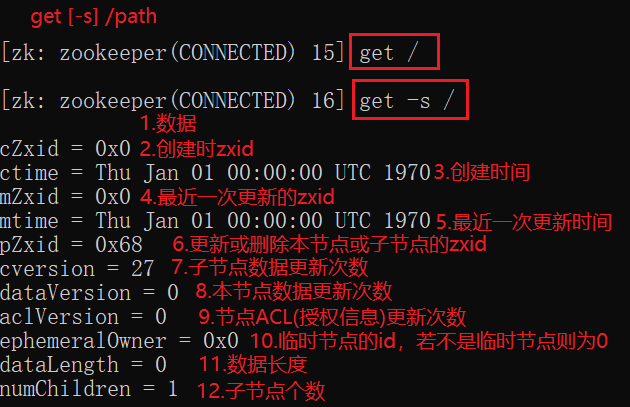 get [-s] /path
[zk: zookeeper(CONNECTED) 15] get /
[zk: zookeeper(CONNECTED) 16] get -s /
1.数据
cZxid = 0x0 2.创建时zxid
ctime = Thu Jan 01 00:00:00 UTC 1970 3.创建时间
mZxid = 0x0 4.最近一次更新的zxid
mtime = Thu Jan 01 00:00:00 UTC 1970 5.最近一次更新时间
pZxid = 0x68 6.更新或删除本节点或子节点的zxid
cversion = 27 7.子节点数据更新次数
dataVersion = 0 8.本节点数据更新次数
aclVersion = 0 9.节点ACL(授权信息)更新次数
ephemeralOwner = 0x0 10.临时节点的id，若不是临时节点则为0
dataLength = 0 11.数据长度
numChildren = 1 12.子节点个数